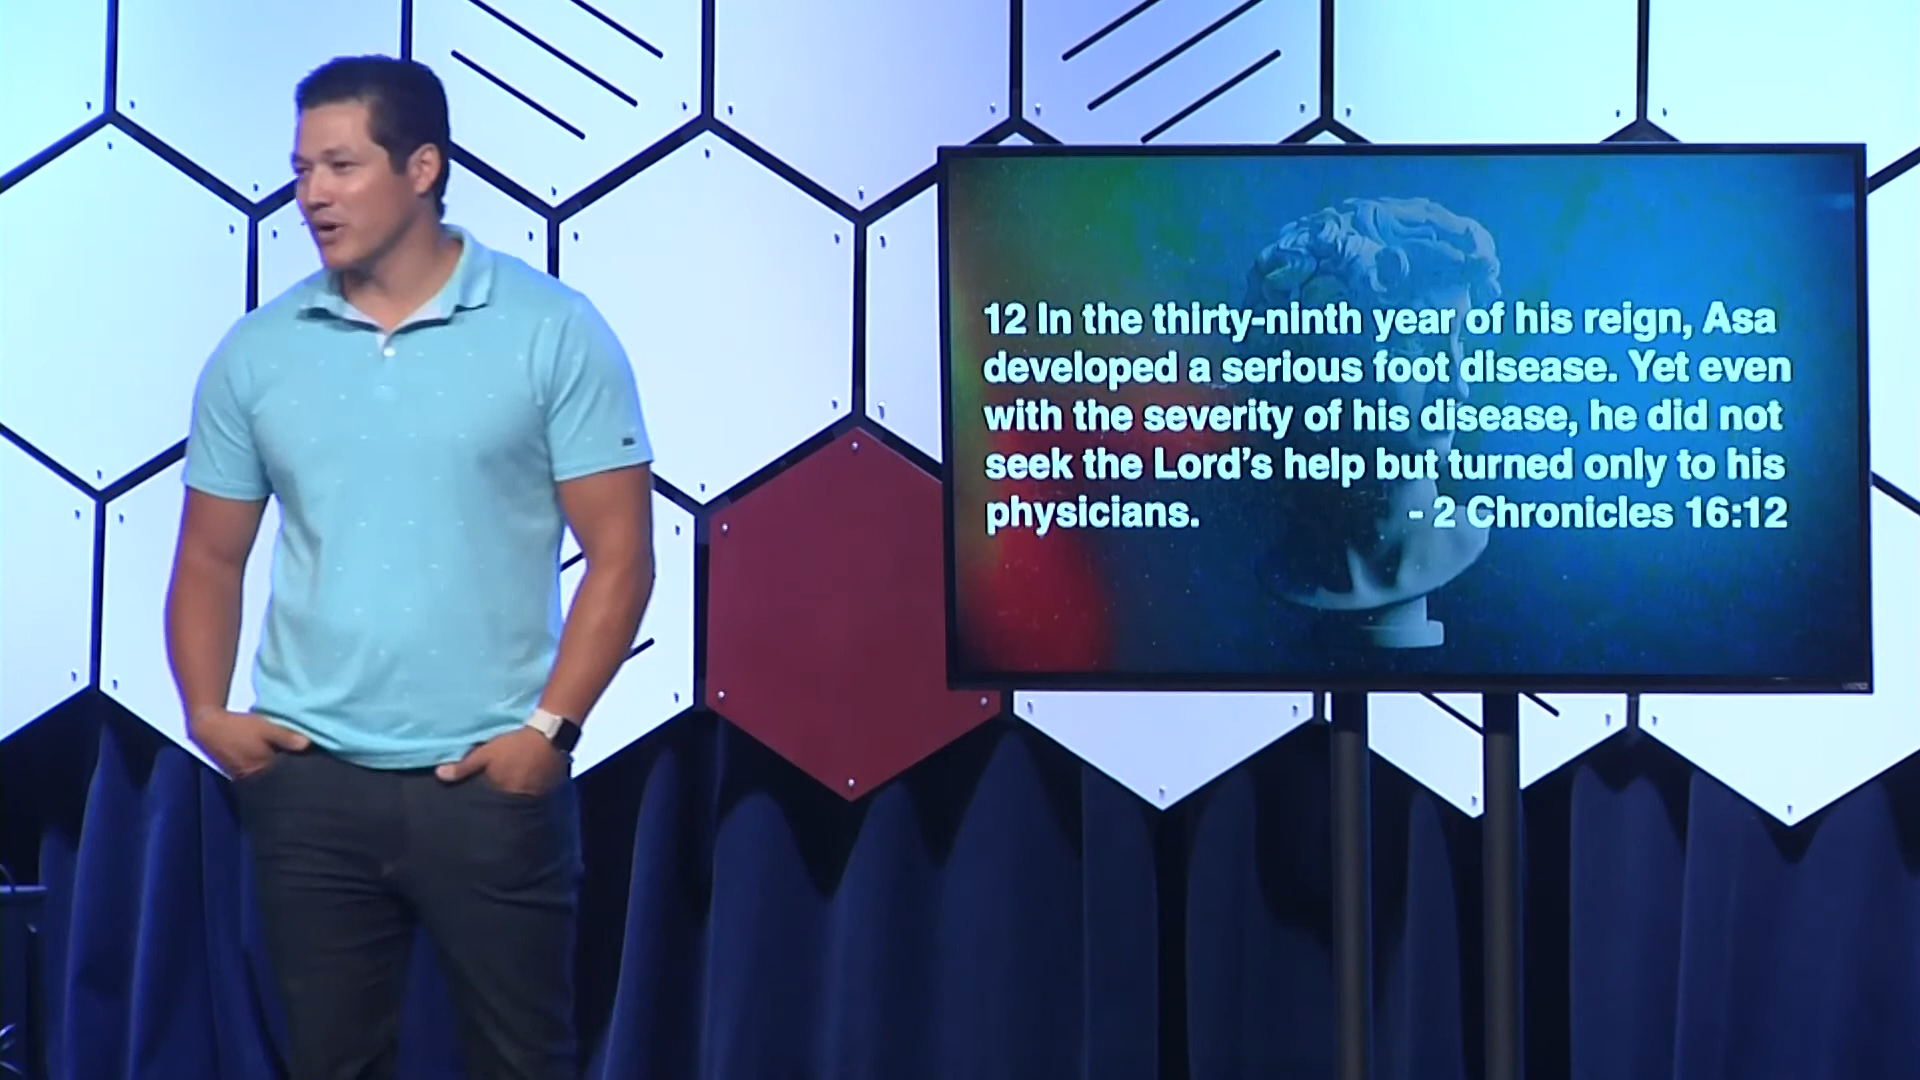 12 In the thirty-ninth year of his reign, Asa
developed a serious foot disease. Yet even
with the severity of his disease, he did not
seek the Lord’s help but turned only to his
physicians. - 2 Chronicles 16:12